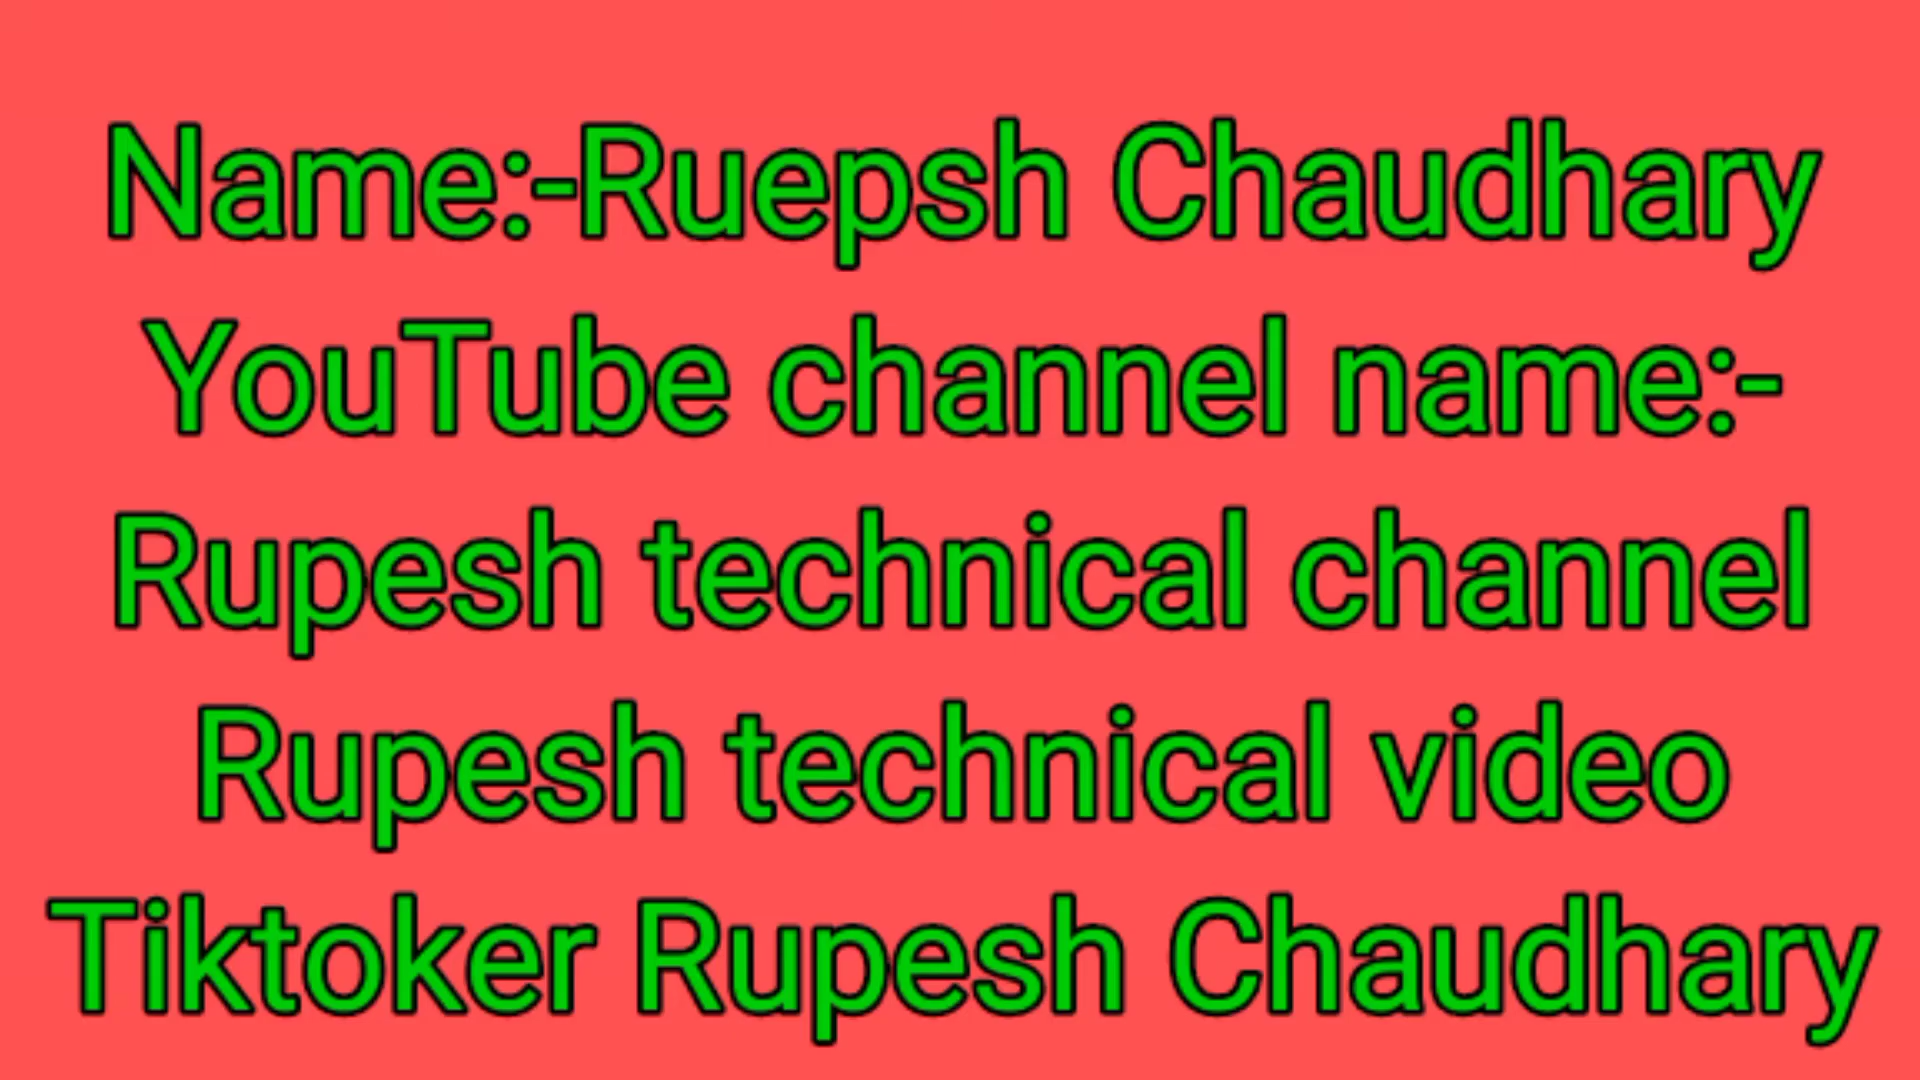 Name:-Ruepsh Chaudhary
YouTube channel name:-
Rupesh technical channel
Rupesh technical video
Tiktoker Rupesh Chaudhary